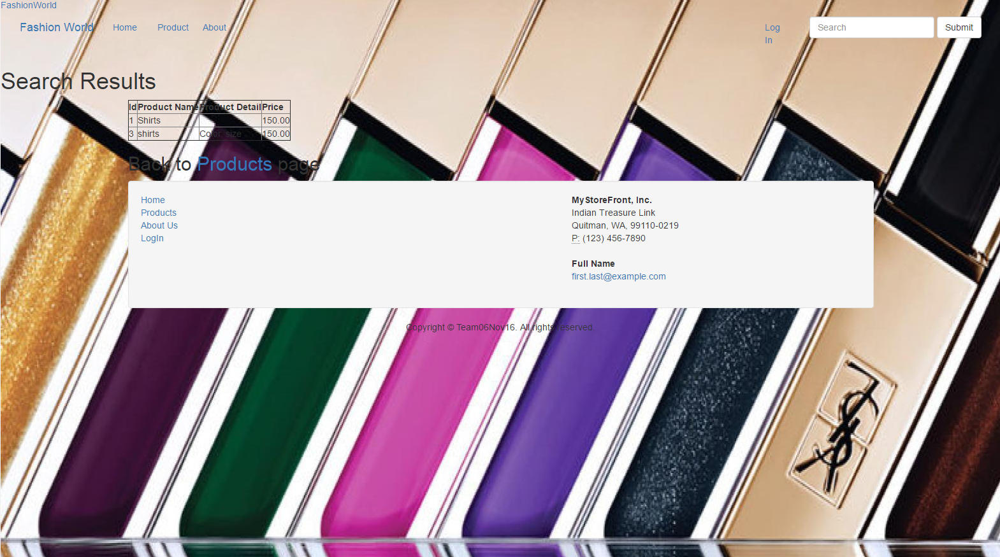 FashionWorld
Fashion World Home Product About Log In Search Submit
Search Results
Id Product Name Product Detail Price
1 Shirts 150.00
3 shirts Color, size 150.00
Back to Products page
Home
Products
About Us
LogIn
MyStoreFront, Inc.
Indian Treasure Link
Quitman, WA, 99110-0219
P: (123) 456-7890
Full Name
first.last@example.com
Copyright © Team06Nov16. All rights reserved.
YSL